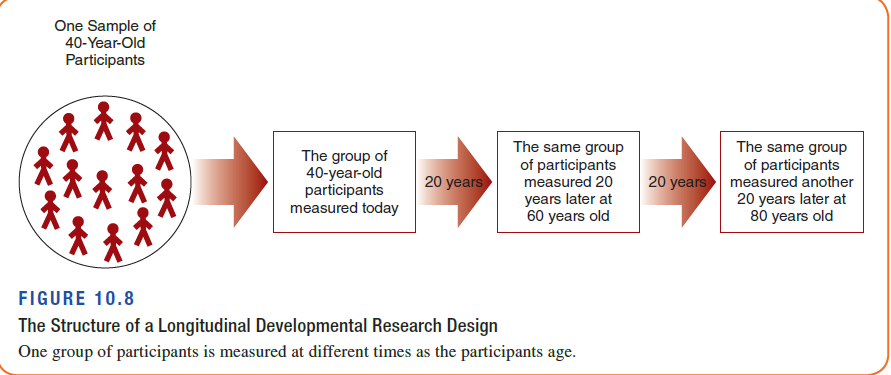 One Sample of
40-Year-Old
Participants
The group of
40-year-old
participants
measured today
20 years
The same group
of participants
measured 20
years later at
60 years old
20 years
The same group
of participants
measured another
20 years later at
80 years old
FIGURE 10.8
The Structure of a Longitudinal Developmental Research Design
One group of participants is measured at different times as the participants age.